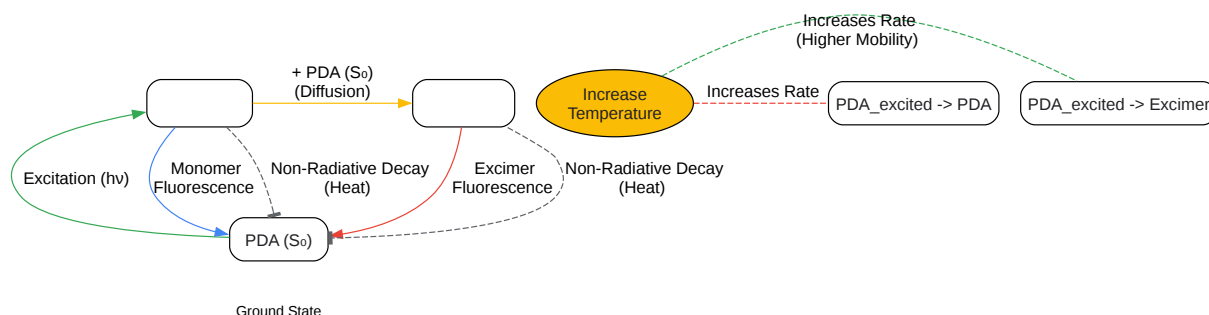 Increases Rate
(Higher Mobility)
+ PDA (S₀)
(Diffusion)
Increase
Temperature
Increases Rate
PDA_excited -> PDA
PDA_excited -> Excimer
Excitation (hν)
Monomer
Fluorescence
Non-Radiative Decay
(Heat)
Excimer
Fluorescence
Non-Radiative Decay
(Heat)
PDA (S₀)
Ground State